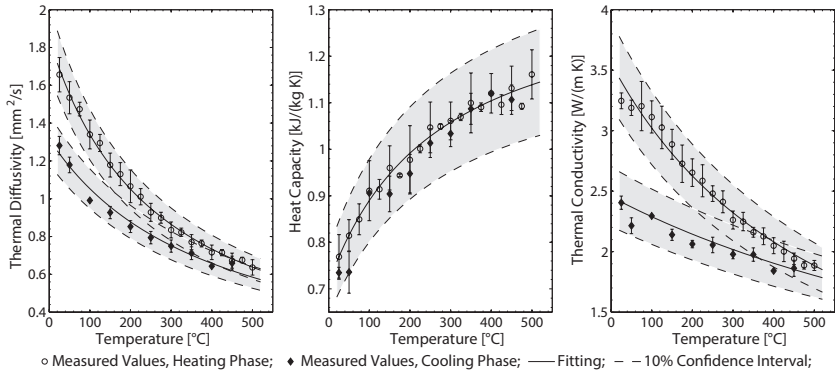 Thermal Diffusivity [mm²/s]
2
1.8
1.6
1.4
1.2
1
0.8
0.6
0.4
100 200 300 400 500
Temperature [°C]
Heat Capacity [kJ/(kg K)]
1.3
1.2
1.1
1
0.9
0.8
0.7
0 100 200 300 400 500
Temperature [°C]
Thermal Conductivity [W/(m K)]
4
3.5
3
2.5
2
1.5
0 100 200 300 400 500
Temperature [°C]
Measured Values, Heating Phase; Measured Values, Cooling Phase; Fitting; 10% Confidence Interval;